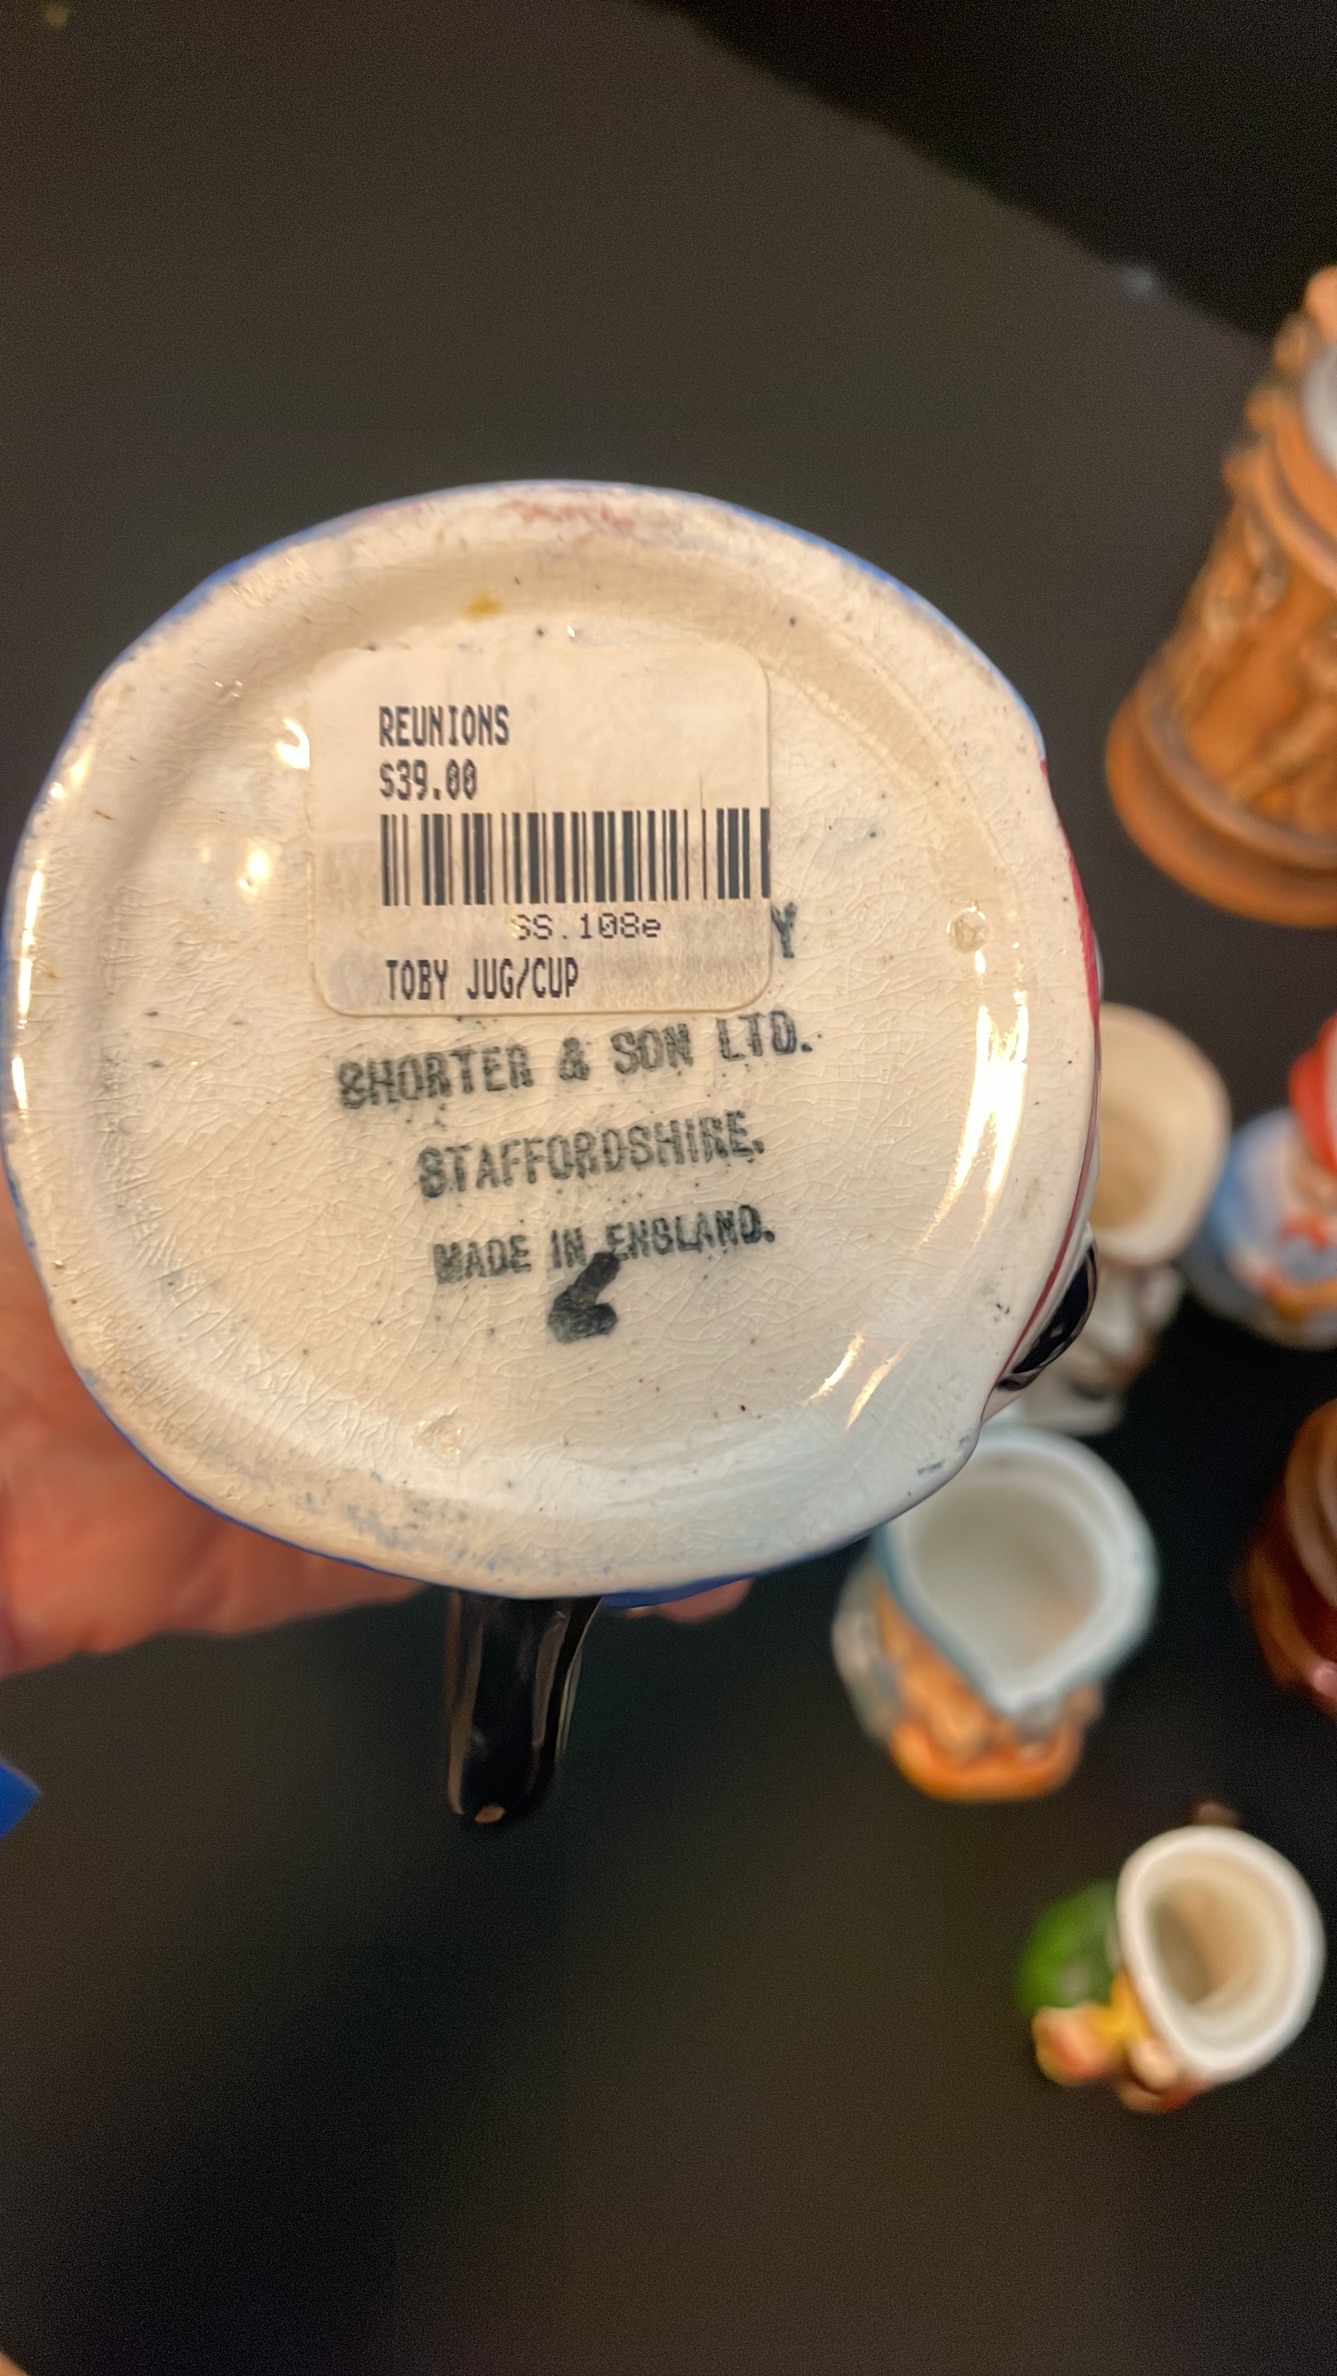 REUNIONS
$39.00
SS.108e
TOBY JUG/CUP
Y
SHORTER & SON LTD.
STAFFORDSHIRE.
MADE IN ENGLAND.